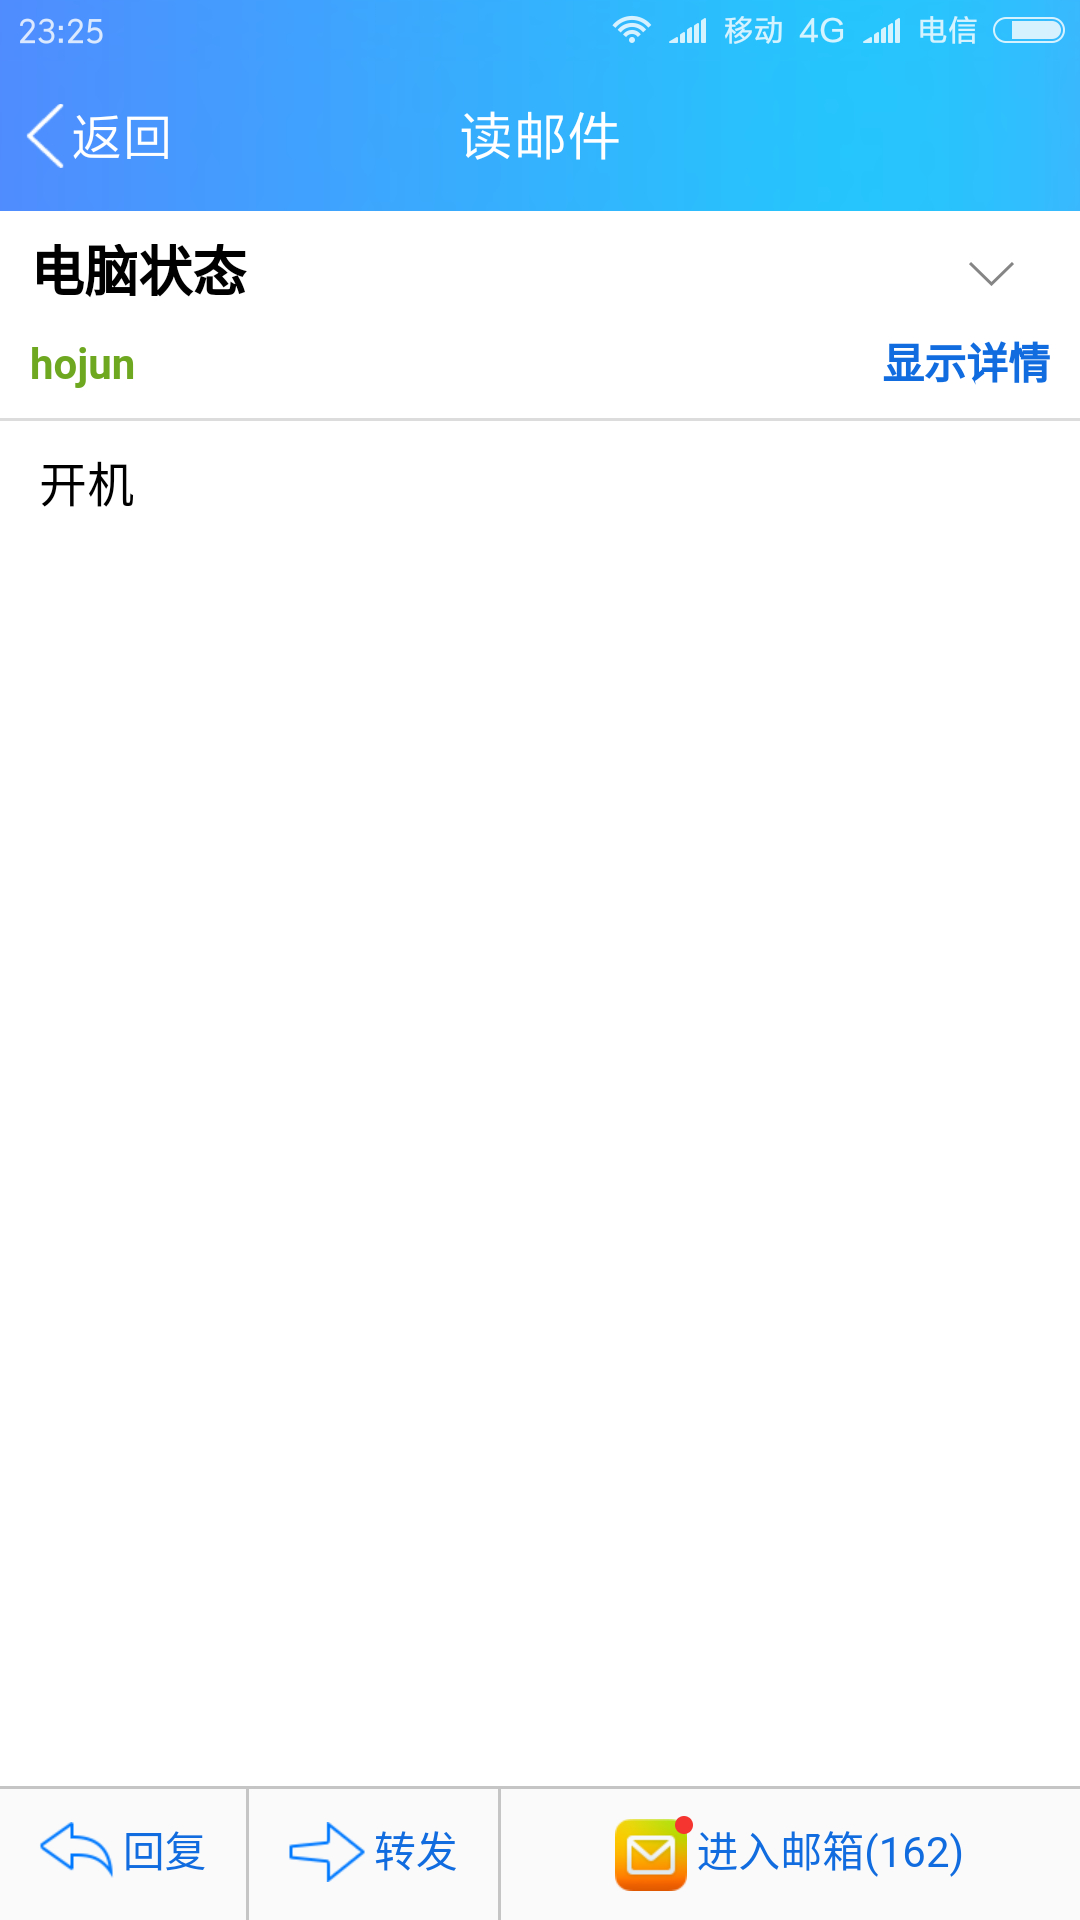 23:25 移动 4G 电信
返回 读邮件
电脑状态
hojun 显示详情
开机
回复 转发 进入邮箱(162)